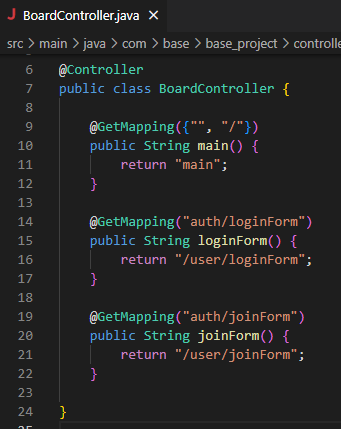 J BoardController.java ×
src > main > java > com > base > base_project > controlle
6 @Controller
7 public class BoardController {
8
9 @GetMapping({"", "/"})
10 public String main() {
11 return "main";
12 }
13
14 @GetMapping("auth/loginForm")
15 public String loginForm() {
16 return "/user/loginForm";
17 }
18
19 @GetMapping("auth/joinForm")
20 public String joinForm() {
21 return "/user/joinForm";
22 }
23
24 }
25